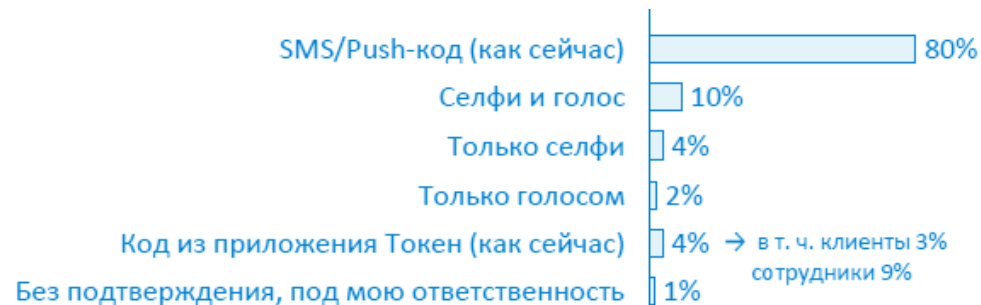 SMS/Push-код (как сейчас) 80%
Селфи и голос 10%
Только селфи 4%
Только голосом 2%
Код из приложения Токен (как сейчас) 4% → в т. ч. клиенты 3%
сотрудники 9%
Без подтверждения, под мою ответственность 1%